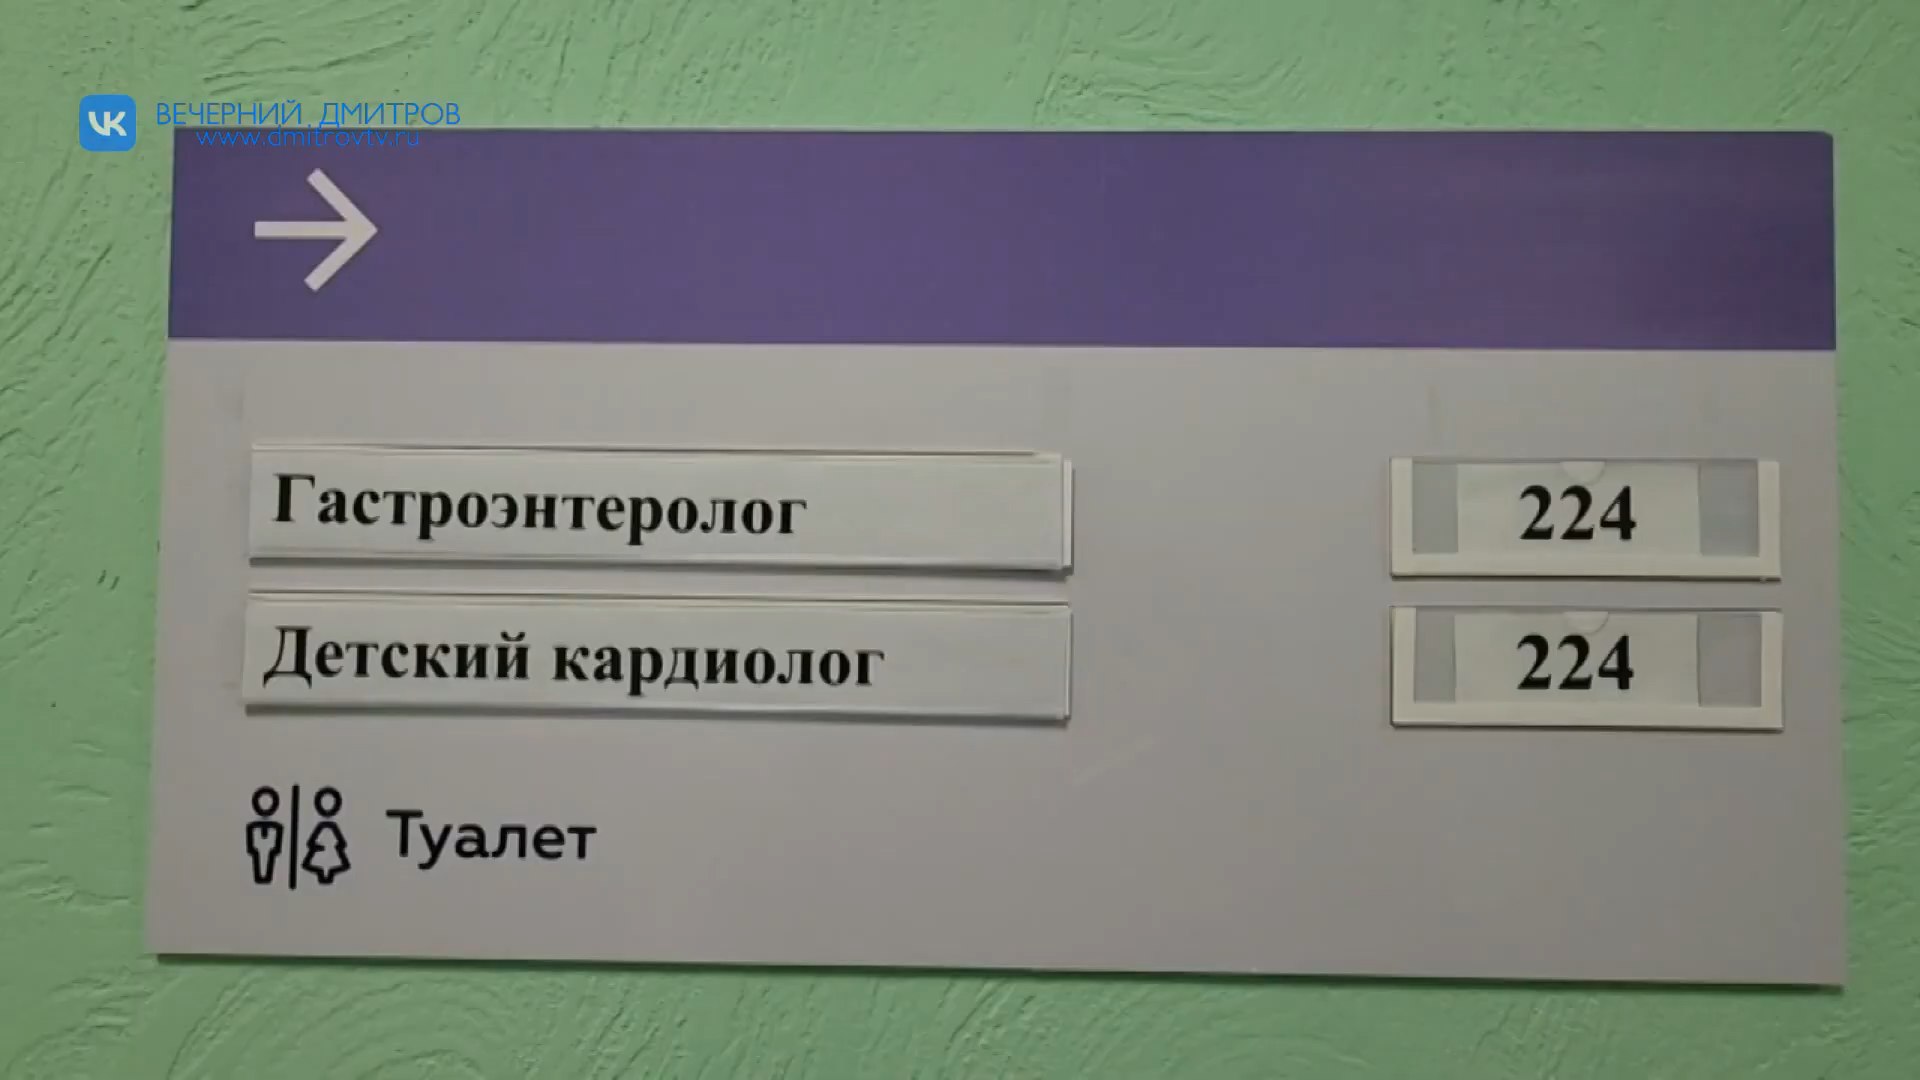 ВЕЧЕРНИЙ ДМИТРОВ
www.dmitrovtv.ru
Гастроэнтеролог 224
Детский кардиолог 224
Туалет